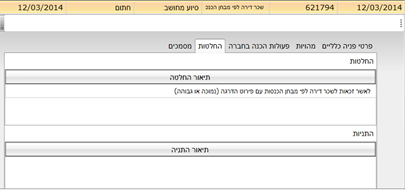 12/03/2014 621794 שכר דירה לפי מבחן הכנסות סיוע מחושב חתום 12/03/2014
פרטי פניה כלליים מהויות פעולות הכנה בחברה החלטות מסמכים
החלטות
תיאור החלטה
לאשר זכאות לשכר דירה לפי מבחן הכנסות עם פירוט הדרגה (נמוכה או גבוהה)
התניות
תיאור התניה